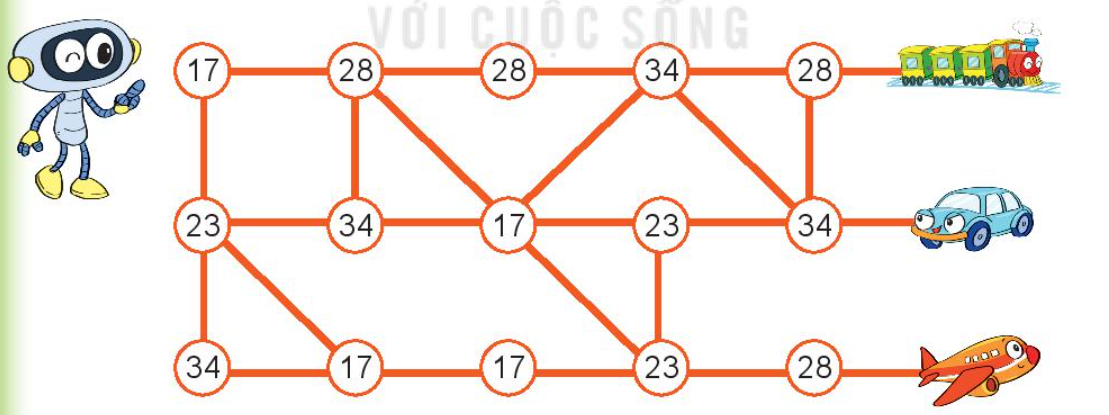 VỚI CUỘC SỐNG
17 28 28 34 28
23 34 17 23 34
34 17 17 23 28